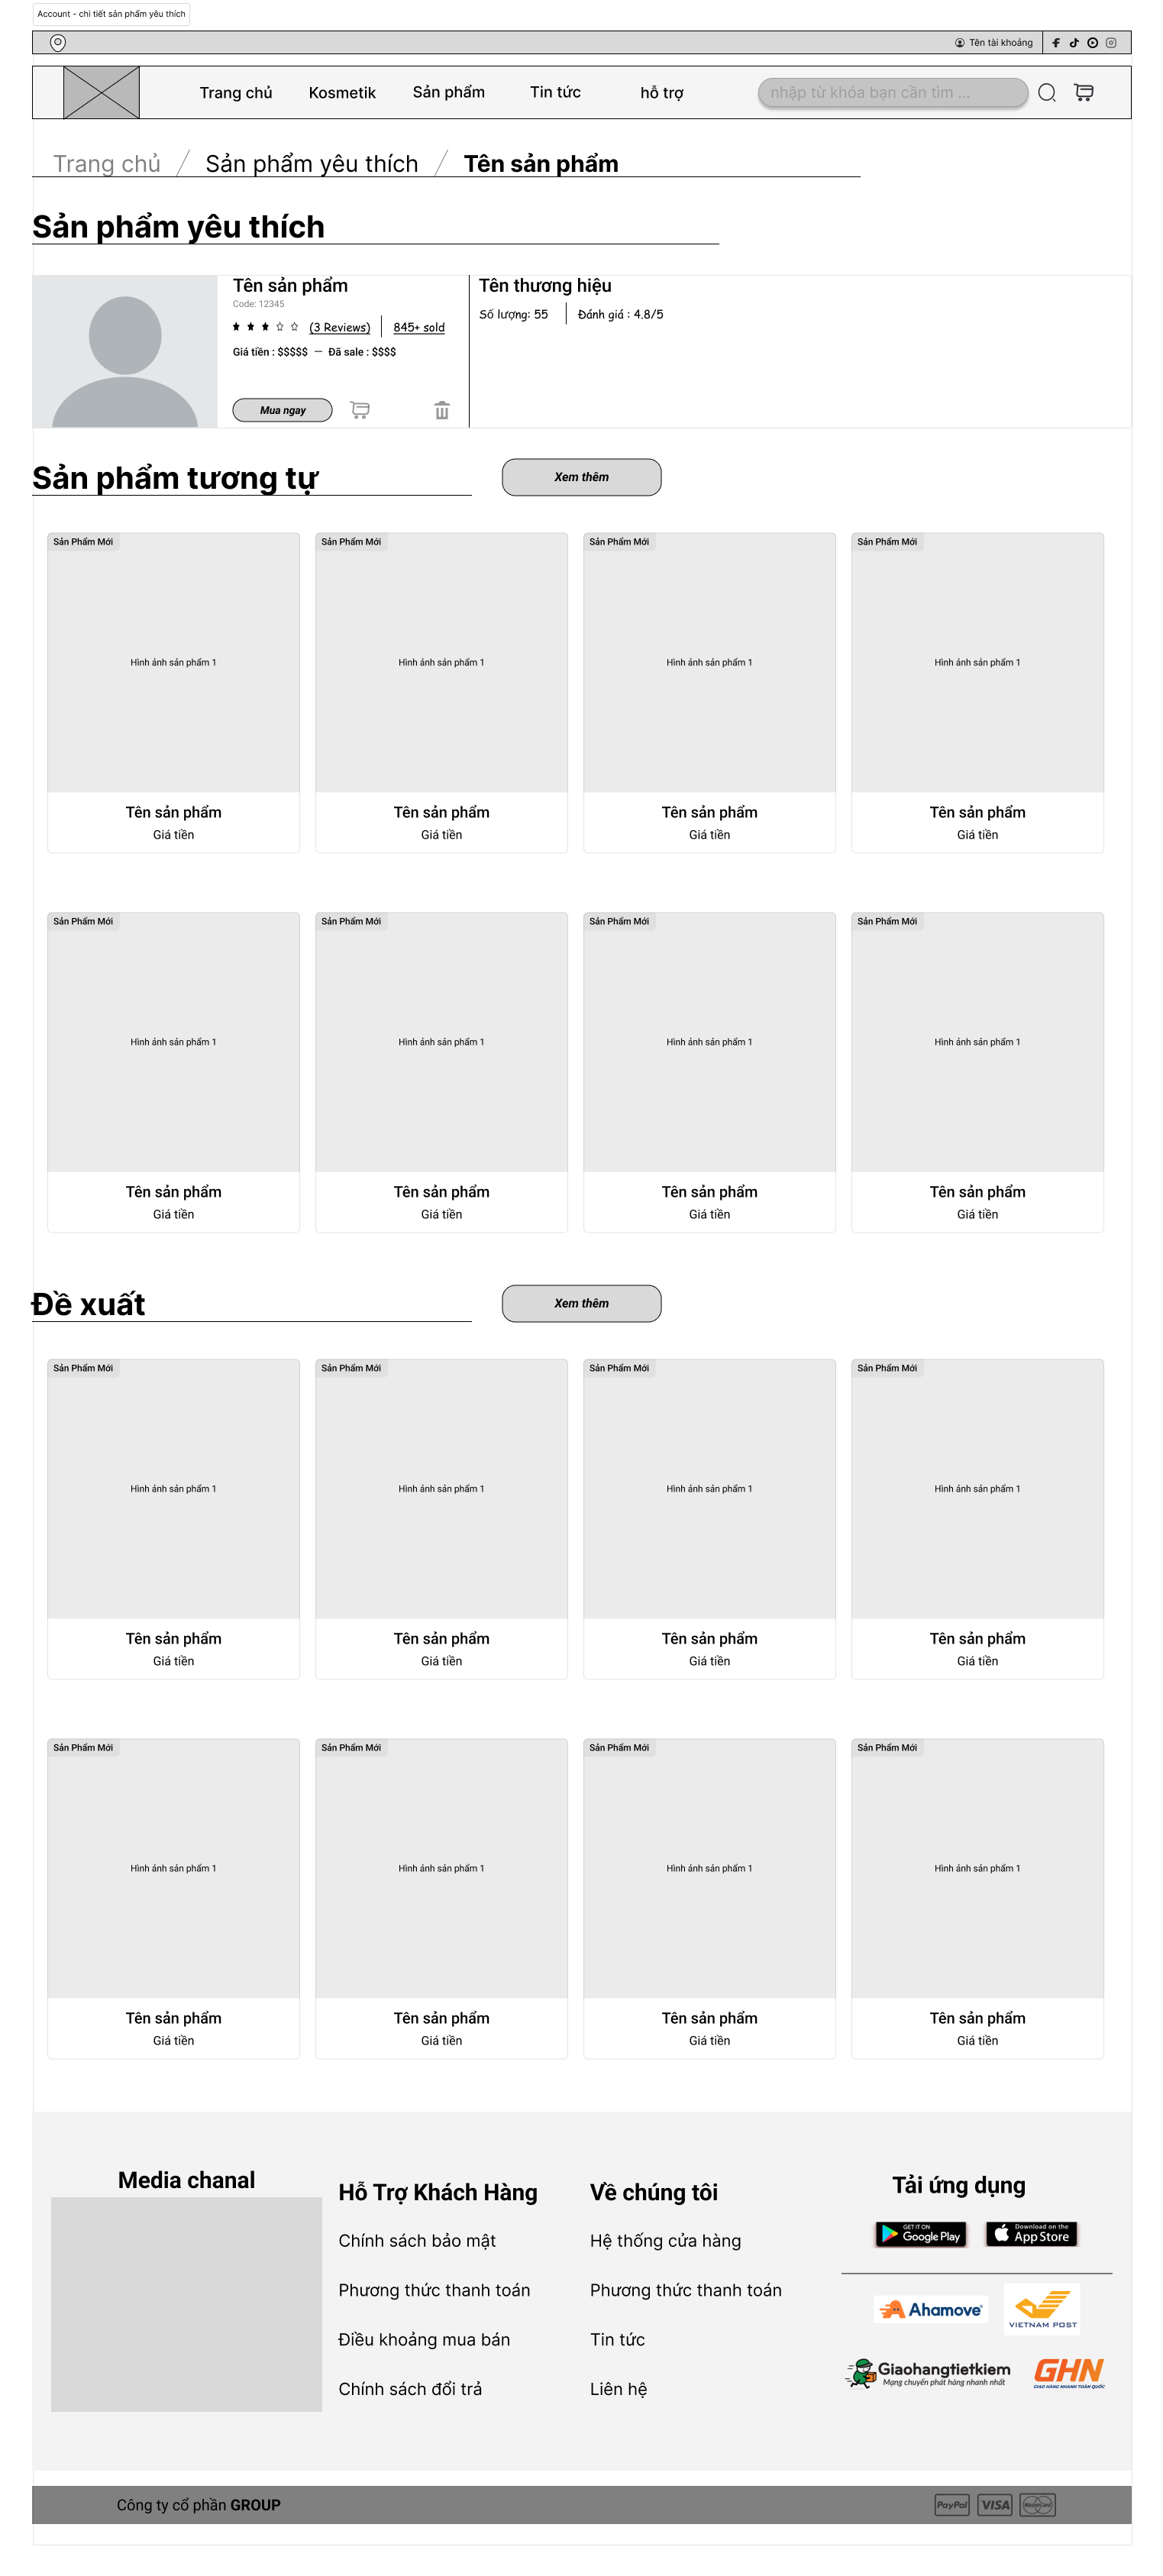 Account - chi tiết sản phẩm yêu thích
Tên tài khoảng
Trang chủ Kosmetik Sản phẩm Tin tức hỗ trợ nhập từ khóa bạn cần tìm ...
Trang chủ / Sản phẩm yêu thích / Tên sản phẩm
Sản phẩm yêu thích
Tên sản phẩm
Code: 12345
(3 Reviews) 845+ sold
Giá tiền : $$$$$ — Đã sale : $$$$
Mua ngay
Tên thương hiệu
Số lượng: 55 Đánh giá : 4.8/5
Sản phẩm tương tự Xem thêm
Sản Phẩm Mới Sản Phẩm Mới Sản Phẩm Mới Sản Phẩm Mới
Hình ảnh sản phẩm 1 Hình ảnh sản phẩm 1 Hình ảnh sản phẩm 1 Hình ảnh sản phẩm 1
Tên sản phẩm Tên sản phẩm Tên sản phẩm Tên sản phẩm
Giá tiền Giá tiền Giá tiền Giá tiền
Sản Phẩm Mới Sản Phẩm Mới Sản Phẩm Mới Sản Phẩm Mới
Hình ảnh sản phẩm 1 Hình ảnh sản phẩm 1 Hình ảnh sản phẩm 1 Hình ảnh sản phẩm 1
Tên sản phẩm Tên sản phẩm Tên sản phẩm Tên sản phẩm
Giá tiền Giá tiền Giá tiền Giá tiền
Đề xuất Xem thêm
Sản Phẩm Mới Sản Phẩm Mới Sản Phẩm Mới Sản Phẩm Mới
Hình ảnh sản phẩm 1 Hình ảnh sản phẩm 1 Hình ảnh sản phẩm 1 Hình ảnh sản phẩm 1
Tên sản phẩm Tên sản phẩm Tên sản phẩm Tên sản phẩm
Giá tiền Giá tiền Giá tiền Giá tiền
Sản Phẩm Mới Sản Phẩm Mới Sản Phẩm Mới Sản Phẩm Mới
Hình ảnh sản phẩm 1 Hình ảnh sản phẩm 1 Hình ảnh sản phẩm 1 Hình ảnh sản phẩm 1
Tên sản phẩm Tên sản phẩm Tên sản phẩm Tên sản phẩm
Giá tiền Giá tiền Giá tiền Giá tiền
Media chanal
Hỗ Trợ Khách Hàng
Chính sách bảo mật
Phương thức thanh toán
Điều khoảng mua bán
Chính sách đổi trả
Về chúng tôi
Hệ thống cửa hàng
Phương thức thanh toán
Tin tức
Liên hệ
Tải ứng dụng
GET IT ON
Google Play
Download on the
App Store
Ahamove
VIETNAM POST
Giaohangtietkiem
Mạng chuyển phát hàng nhanh nhất
GHN
GIAO HÀNG NHANH TOÀN QUỐC
Công ty cổ phần GROUP
PayPal VISA MasterCard